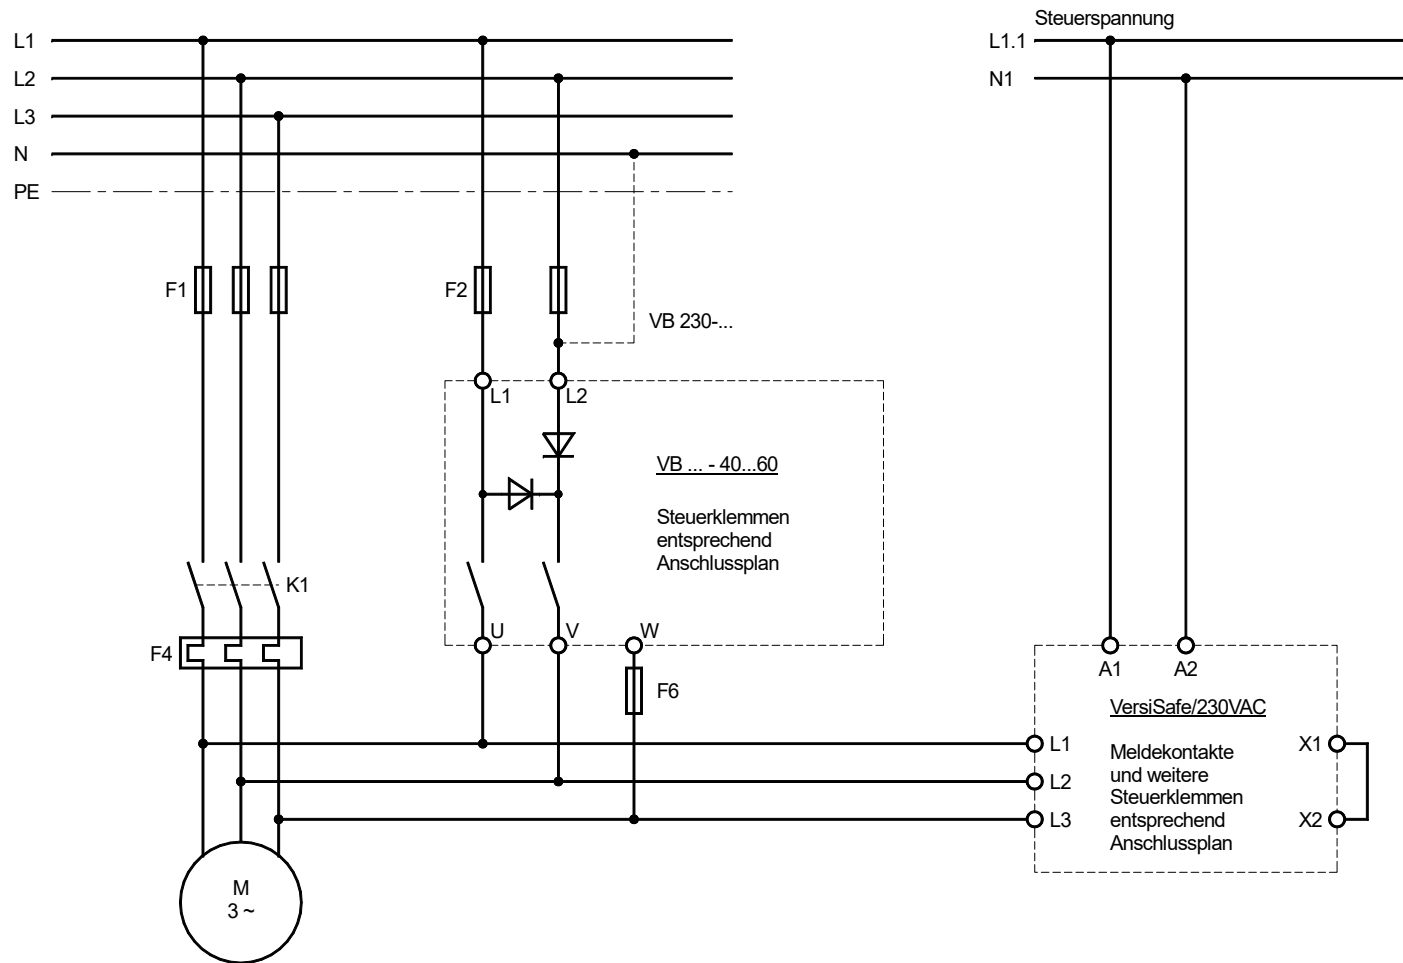 Steuerspannung
L1
L2
L3
N
PE
L1.1
N1
F1
F2
VB 230-...
L1
L2
VB ... - 40...60
Steuerklemmen
entsprechend
Anschlussplan
K1
F4
U
V
W
F6
A1
A2
VersiSafe/230VAC
L1
L2
L3
Meldekontakte
und weitere
Steuerklemmen
entsprechend
Anschlussplan
X1
X2
M
3 ~